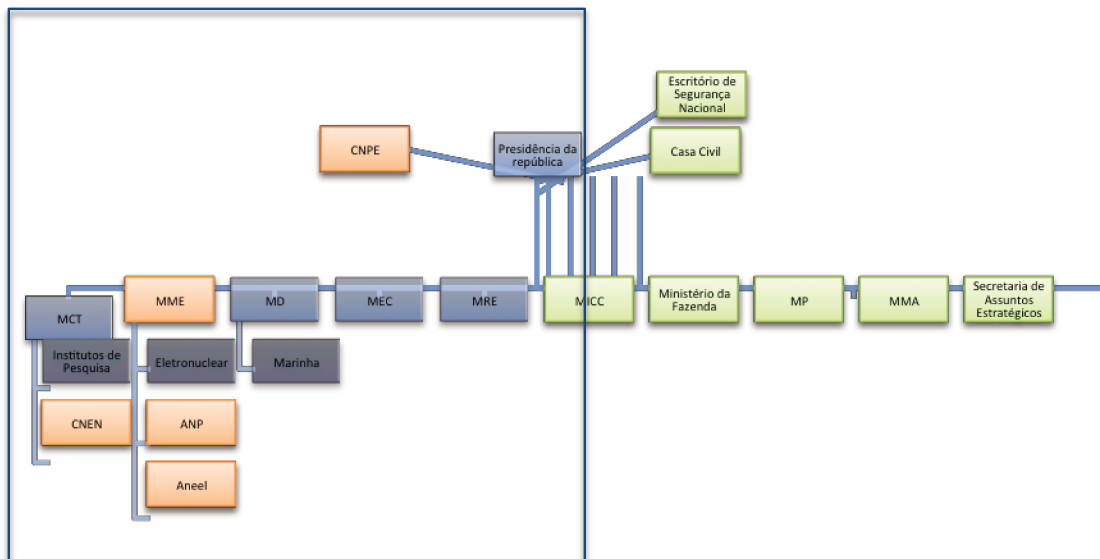 Escritório de
Segurança
Nacional
CNPE
Presidência da
república
Casa Civil
MCT
MME
MD
MEC
MRE
MICC
Ministério da
Fazenda
MP
MMA
Secretaria de
Assuntos
Estratégicos
Institutos de
Pesquisa
Eletronuclear
Marinha
CNEN
ANP
Aneel